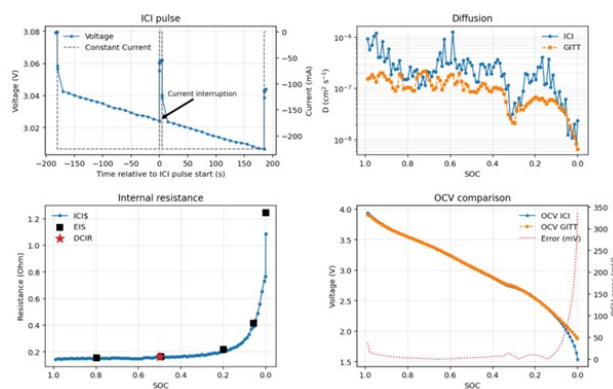 ICI pulse
Voltage
Constant Current
Current interruption
3.08
3.06
3.04
3.02
Voltage (V)
0
−50
−100
−150
−200
Current (mA)
−200 −150 −100 −50 0 50 100 150 200
Time relative to ICI pulse start (s)
Diffusion
ICI
GITT
10⁻⁶
10⁻⁷
10⁻⁸
D (cm² s⁻¹)
1.0 0.8 0.6 0.4 0.2 0.0
SOC
Internal resistance
ICI$
EIS
DCIR
1.2
1.0
0.8
0.6
0.4
0.2
Resistance (Ohm)
1.0 0.8 0.6 0.4 0.2 0.0
SOC
OCV comparison
OCV ICI
OCV GITT
Error (mV)
4.0
3.5
3.0
2.5
2.0
1.5
Voltage (V)
350
300
250
200
150
100
50
0
1.0 0.8 0.6 0.4 0.2 0.0
SOC